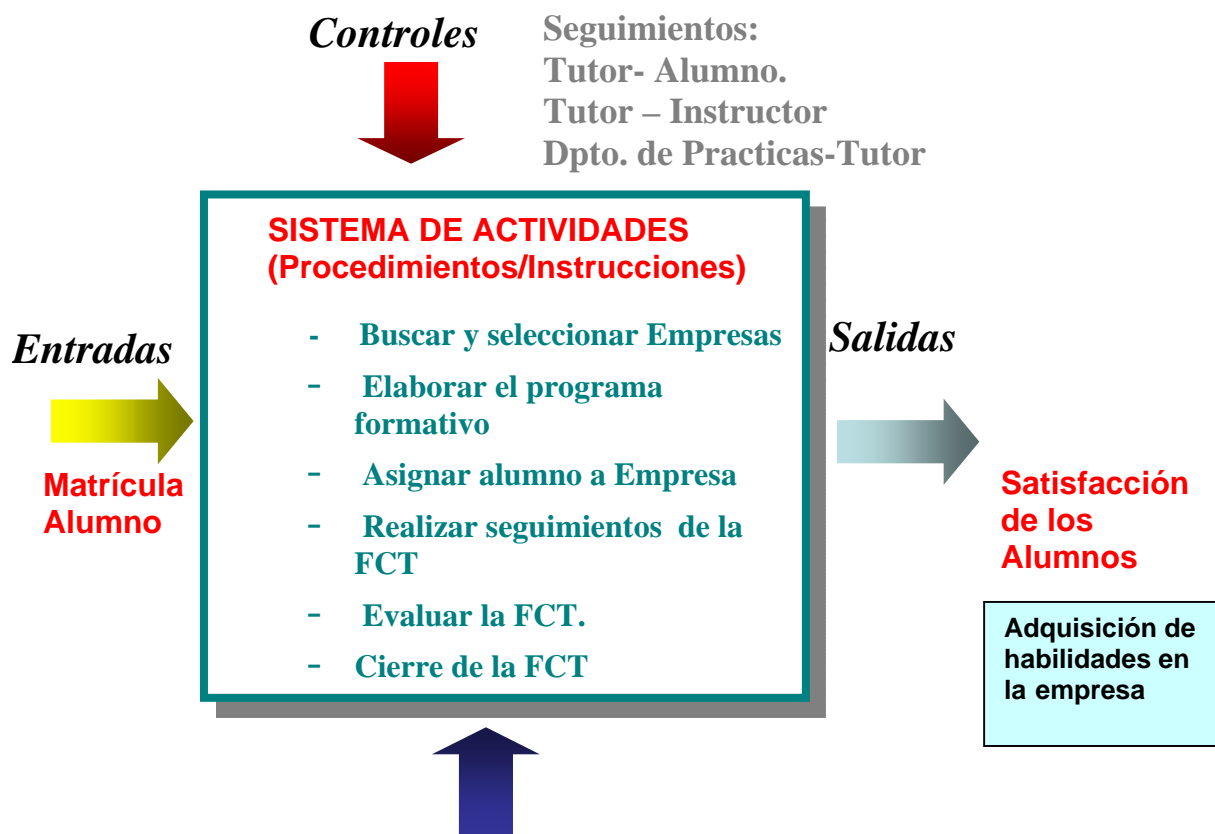 Controles
Seguimientos:
Tutor- Alumno.
Tutor – Instructor
Dpto. de Practicas-Tutor
SISTEMA DE ACTIVIDADES
(Procedimientos/Instrucciones)
- Buscar y seleccionar Empresas
- Elaborar el programa
formativo
- Asignar alumno a Empresa
- Realizar seguimientos de la
FCT
- Evaluar la FCT.
- Cierre de la FCT
Entradas
Matrícula
Alumno
Salidas
Satisfacción
de los
Alumnos
Adquisición de
habilidades en
la empresa